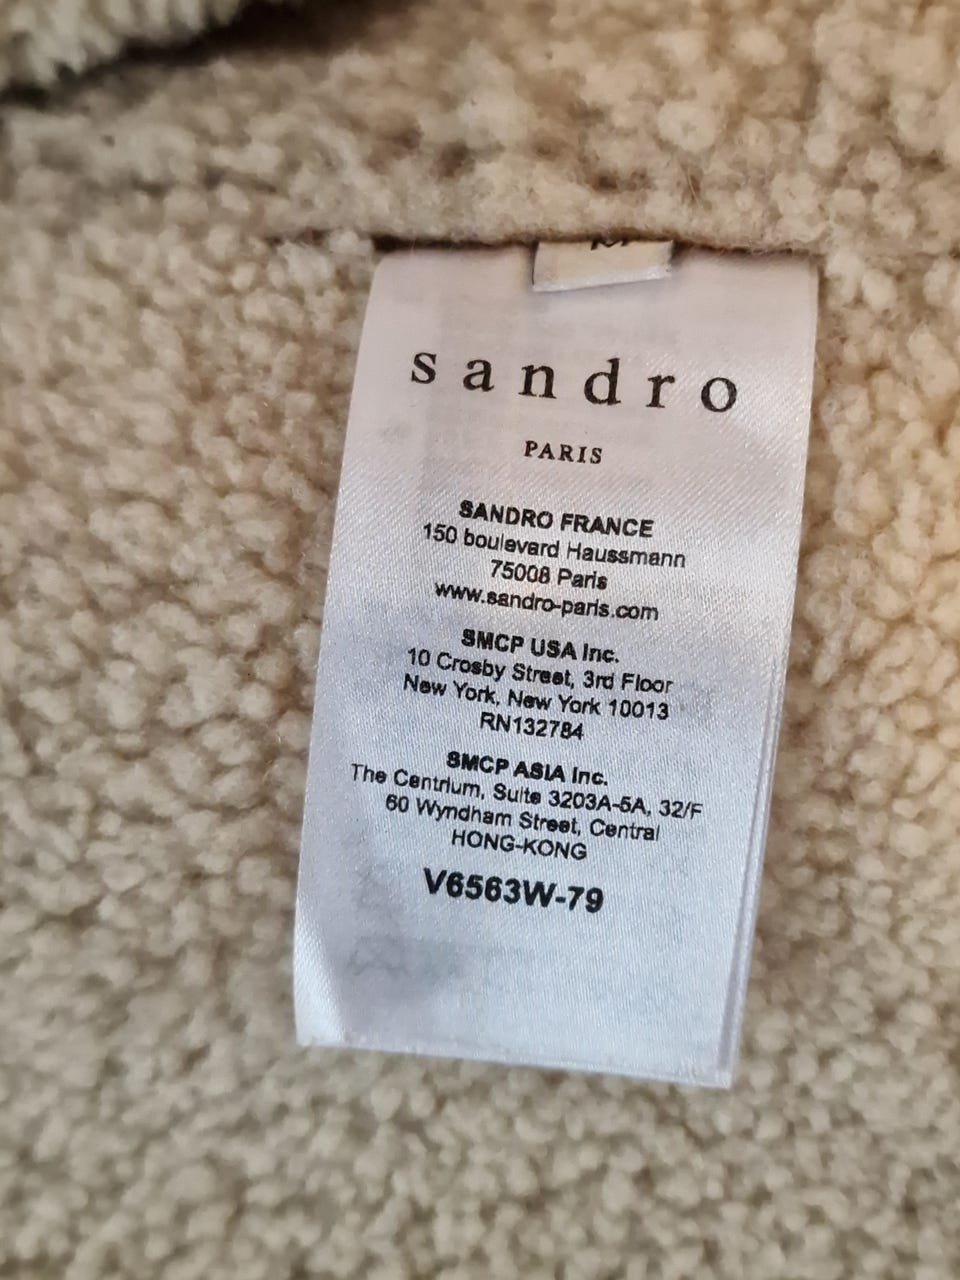 sandro
PARIS
SANDRO FRANCE
150 boulevard Haussmann
75008 Paris
www.sandro-paris.com
SMCP USA Inc.
10 Crosby Street, 3rd Floor
New York, New York 10013
RN132784
SMCP ASIA Inc.
The Centrium, Suite 3203A-5A, 32/F
60 Wyndham Street, Central
HONG-KONG
V6563W-79